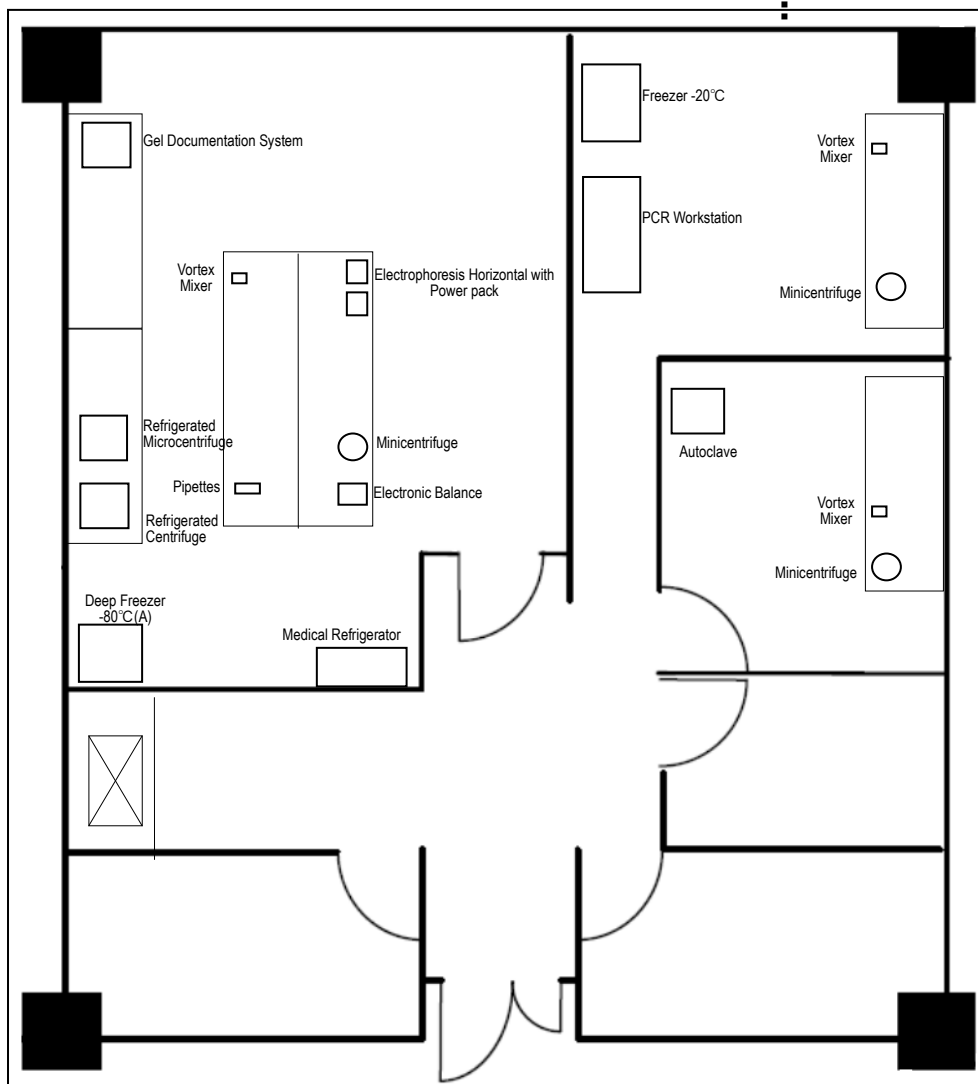 Freezer -20°C
Gel Documentation System
Vortex
Mixer
PCR Workstation
Vortex
Mixer
Electrophoresis Horizontal with
Power pack
Minicentrifuge
Refrigerated
Microcentrifuge
Minicentrifuge
Autoclave
Pipettes
Electronic Balance
Vortex
Mixer
Refrigerated
Centrifuge
Minicentrifuge
Deep Freezer
-80°C(A)
Medical Refrigerator